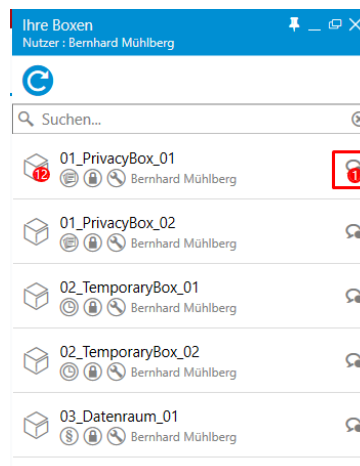 Ihre Boxen
Nutzer : Bernhard Mühlberg
Suchen...
01_PrivacyBox_01
12
Bernhard Mühlberg
1
01_PrivacyBox_02
Bernhard Mühlberg
02_TemporaryBox_01
Bernhard Mühlberg
02_TemporaryBox_02
Bernhard Mühlberg
03_Datenraum_01
§ Bernhard Mühlberg